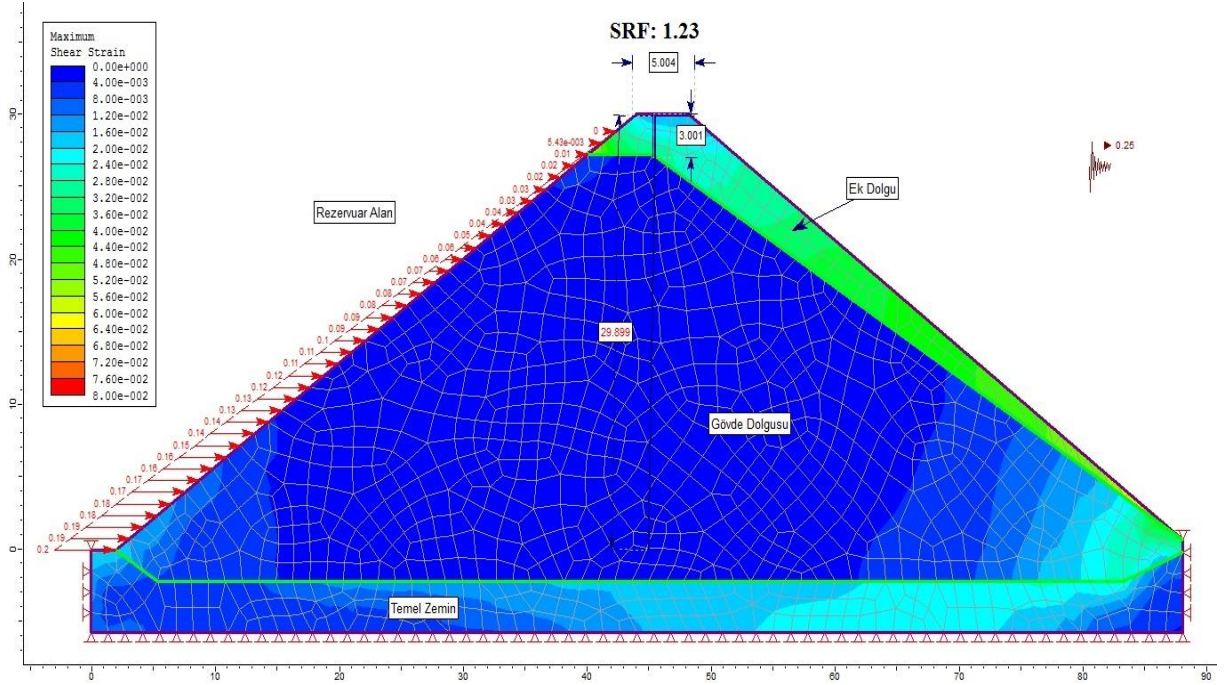 SRF: 1.23
Maximum
Shear Strain
0.00e+000
4.00e-003
8.00e-003
1.20e-002
1.60e-002
2.00e-002
2.40e-002
2.80e-002
3.20e-002
3.60e-002
4.00e-002
4.80e-002
5.20e-002
5.60e-002
6.00e-002
6.40e-002
7.20e-002
7.60e-002
8.00e-002
5.004
3.001
0.25
Ek Dolgu
Rezervuar Alan
29.899
Gövde Dolgusu
Temel Zemin
0
5.43e-003
0.01
0.02
0.02
0.03
0.03
0.04
0.04
0.05
0.06
0.06
0.07
0.07
0.08
0.08
0.09
0.09
0.1
0.11
0.11
0.12
0.12
0.13
0.13
0.14
0.14
0.15
0.16
0.16
0.17
0.17
0.18
0.18
0.19
0.19
0.2
30
20
10
0
0 10 20 30 40 50 60 70 80 90